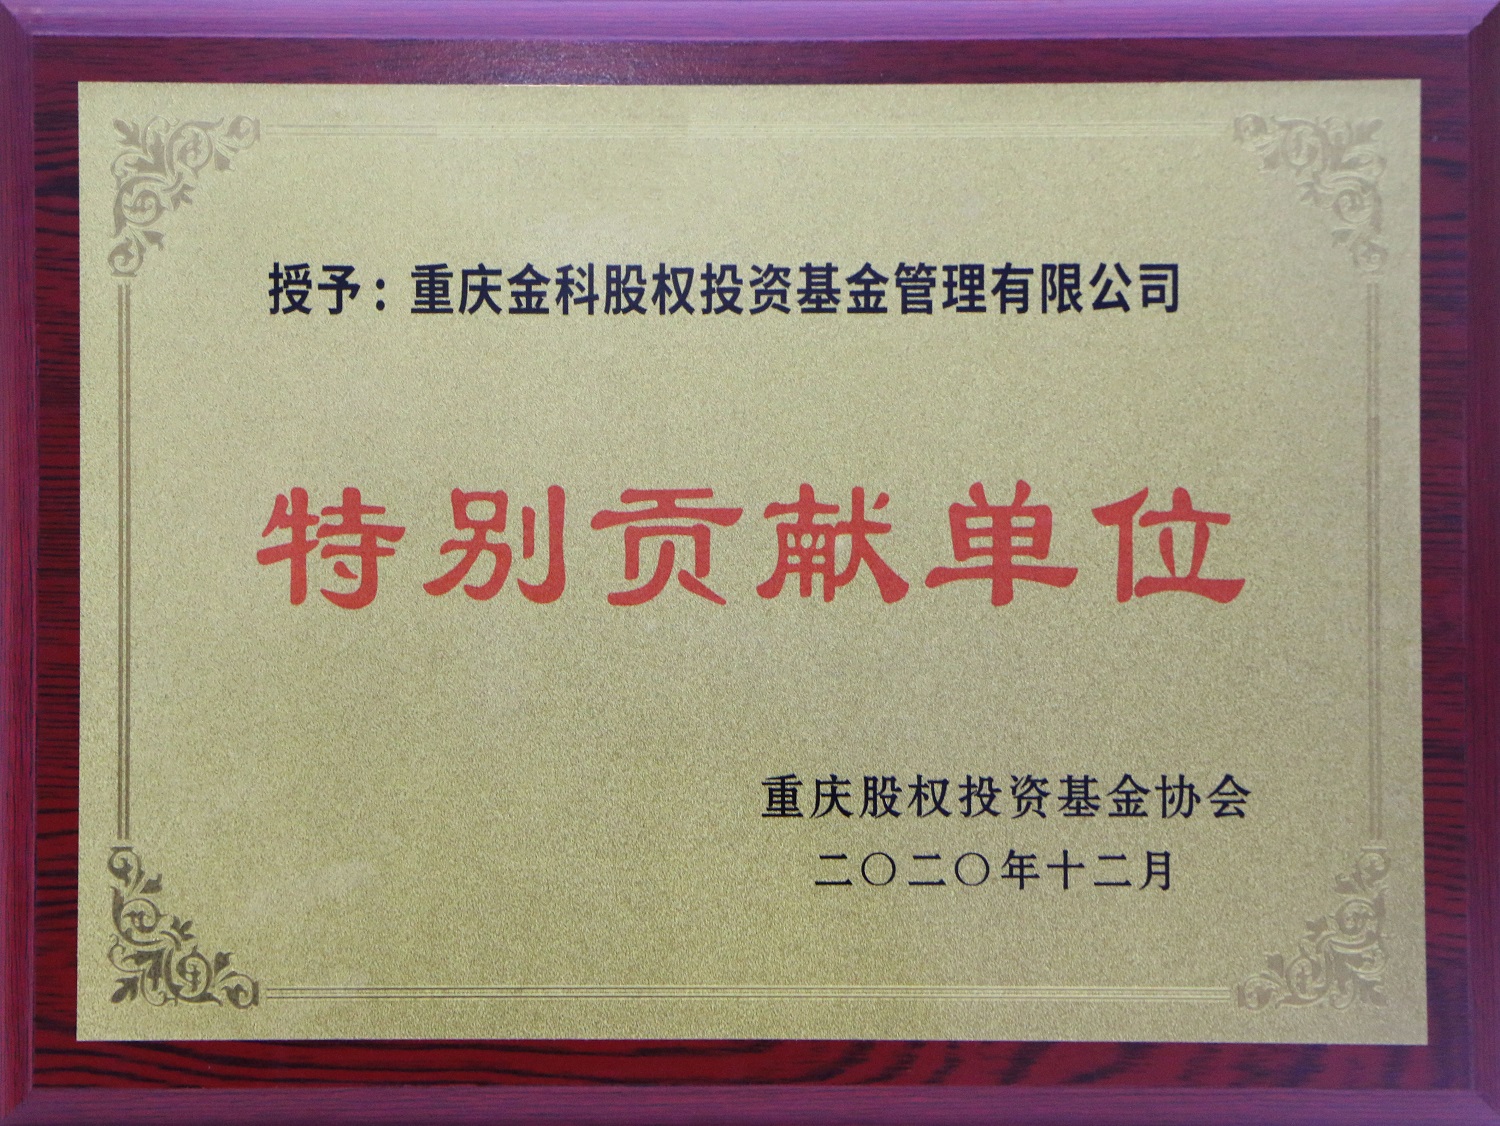 授予：重庆金科股权投资基金管理有限公司
特别贡献单位
重庆股权投资基金协会
二〇二〇年十二月